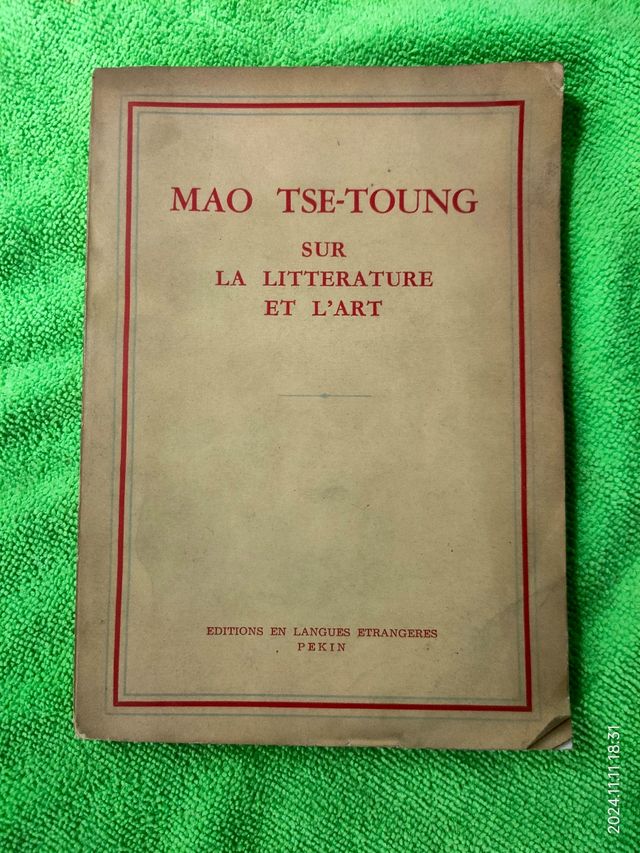 MAO TSE-TOUNG
SUR
LA LITTERATURE
ET L'ART
EDITIONS EN LANGUES ETRANGERES
PEKIN
2024.11.11 18:31